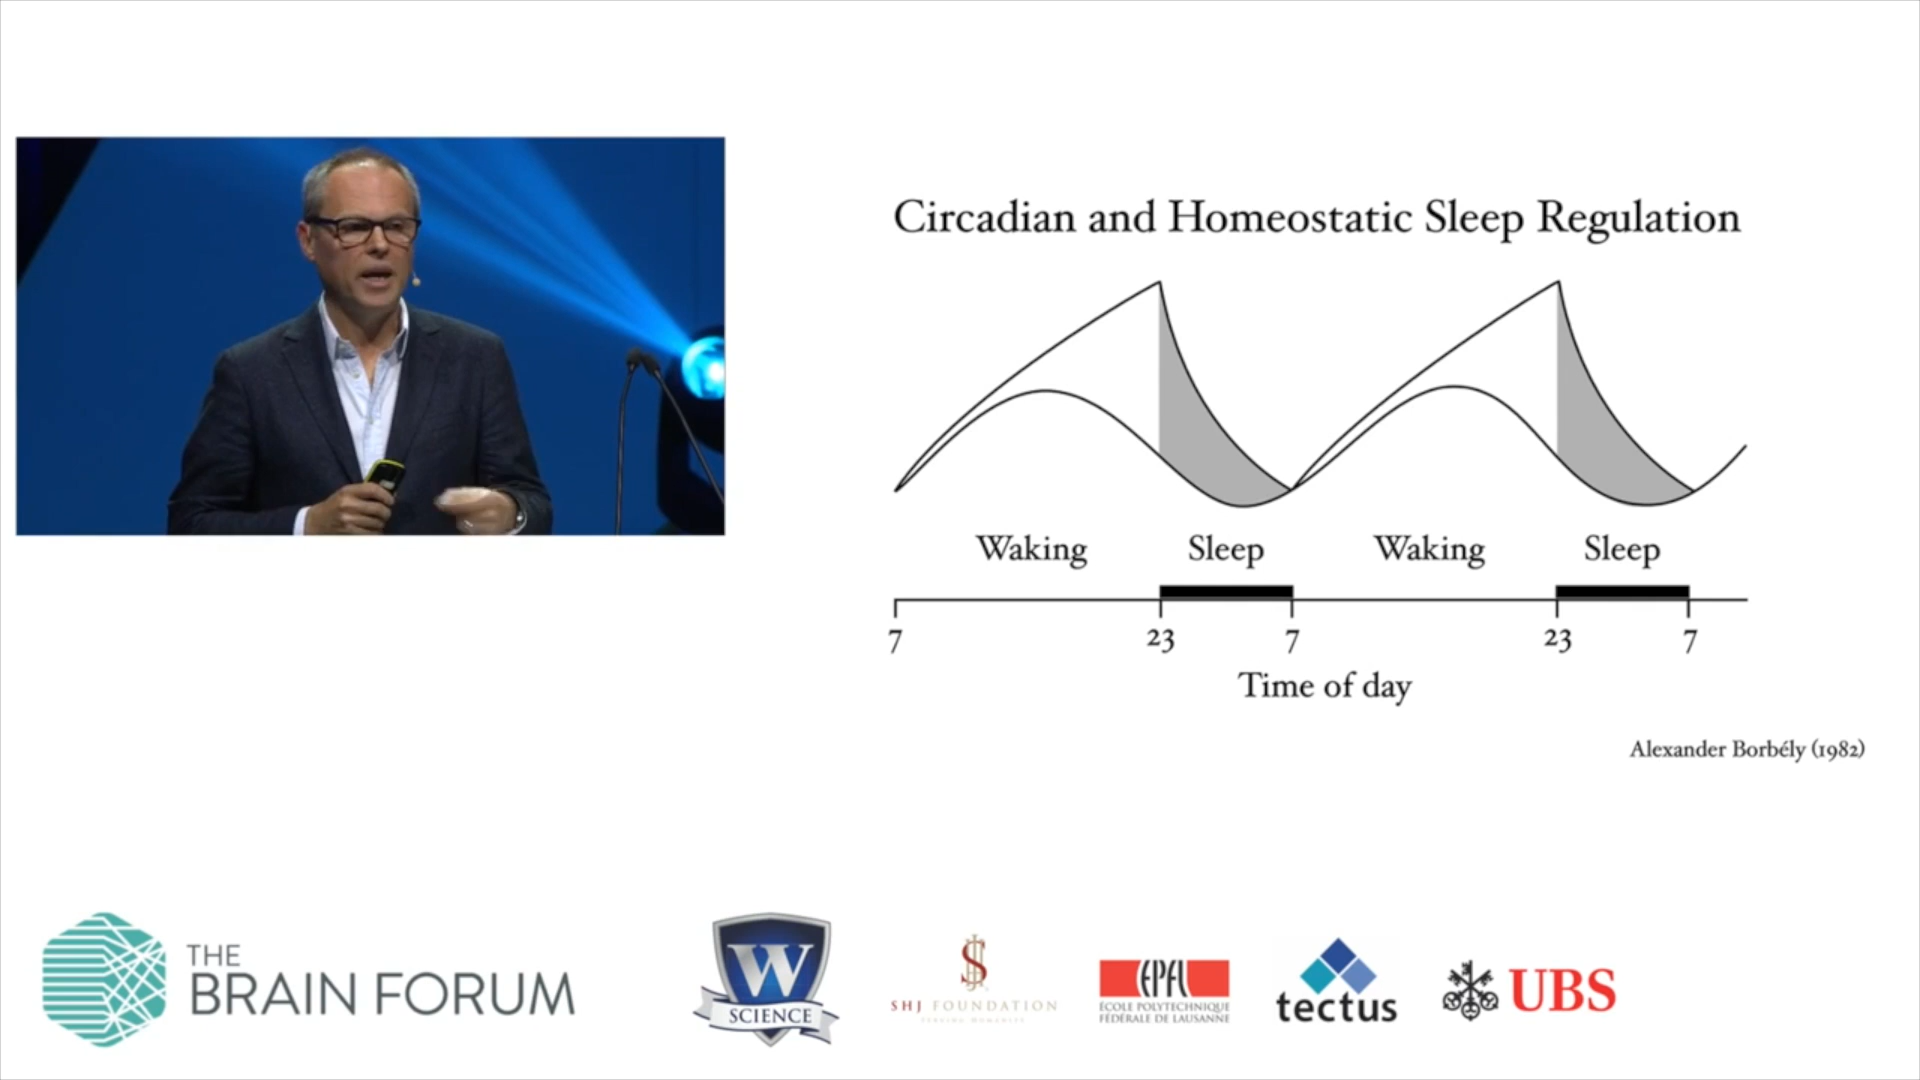 Circadian and Homeostatic Sleep Regulation
Waking Sleep Waking Sleep
7 23 7 23 7
Time of day
Alexander Borbély (1982)
THE
BRAIN FORUM
W
SCIENCE
SHJ FOUNDATION
EPFL
ÉCOLE POLYTECHNIQUE
FÉDÉRALE DE LAUSANNE
tectus
UBS